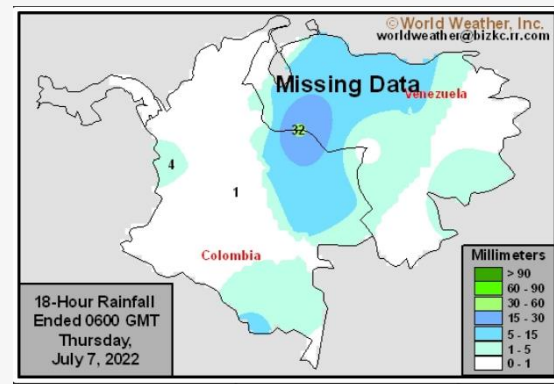 ©World Weather, Inc.
worldweather@bizkc.rr.com
Missing Data
Venezuela
32
4
1
Colombia
18-Hour Rainfall
Ended 0600 GMT
Thursday,
July 7, 2022
Millimeters
> 90
60 - 90
30 - 60
15 - 30
5 - 15
1 - 5
0 - 1